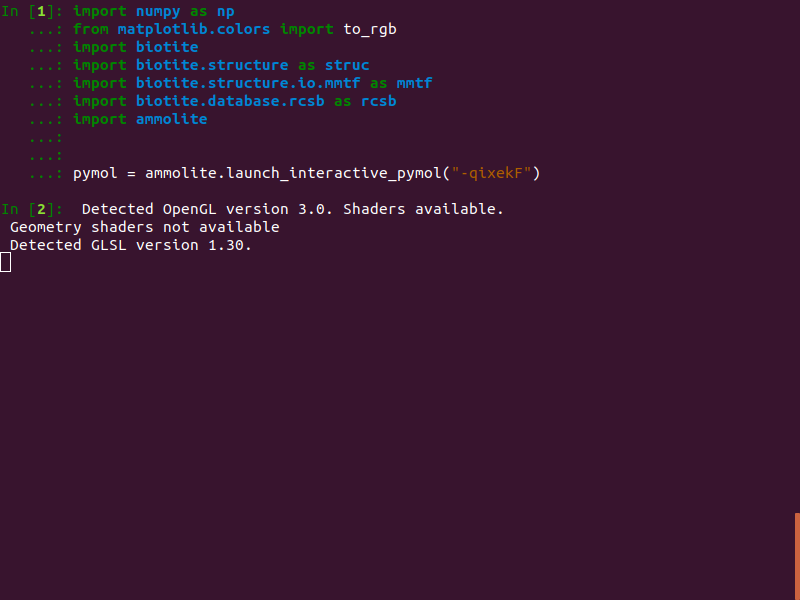 In [1]: import numpy as np
...: from matplotlib.colors import to_rgb
...: import biotite
...: import biotite.structure as struc
...: import biotite.structure.io.mmtf as mmtf
...: import biotite.database.rcsb as rcsb
...: import ammolite
...:
...:
...: pymol = ammolite.launch_interactive_pymol("-qixekF")
In [2]: Detected OpenGL version 3.0. Shaders available.
Geometry shaders not available
Detected GLSL version 1.30.